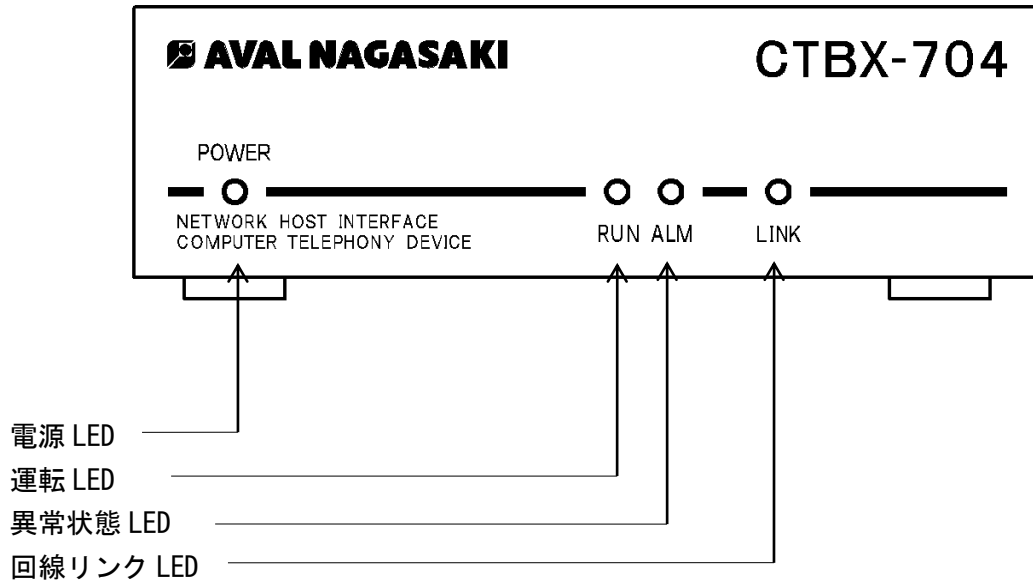 AVAL NAGASAKI
CTBX-704
POWER
NETWORK HOST INTERFACE
COMPUTER TELEPHONY DEVICE
RUN ALM LINK
電源 LED
運転 LED
異常状態 LED
回線リンク LED